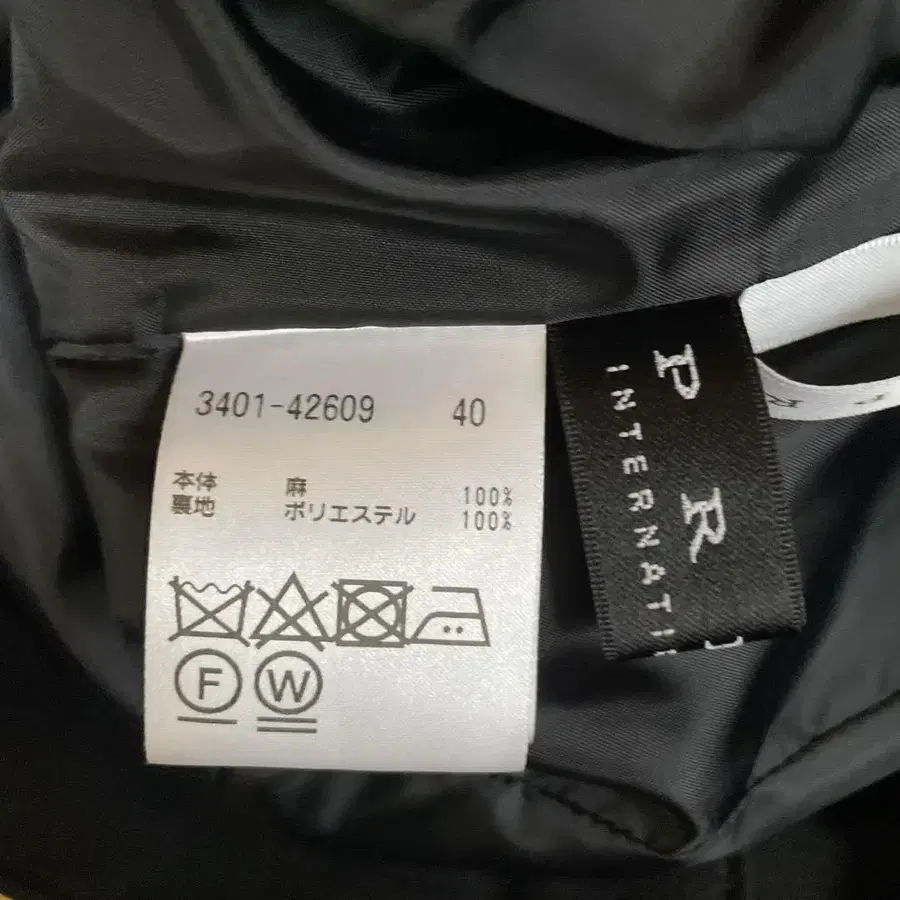 3401-42609 40
本体 麻 100%
裏地 ポリエステル 100%
F W
P R
INTERNATI
P R